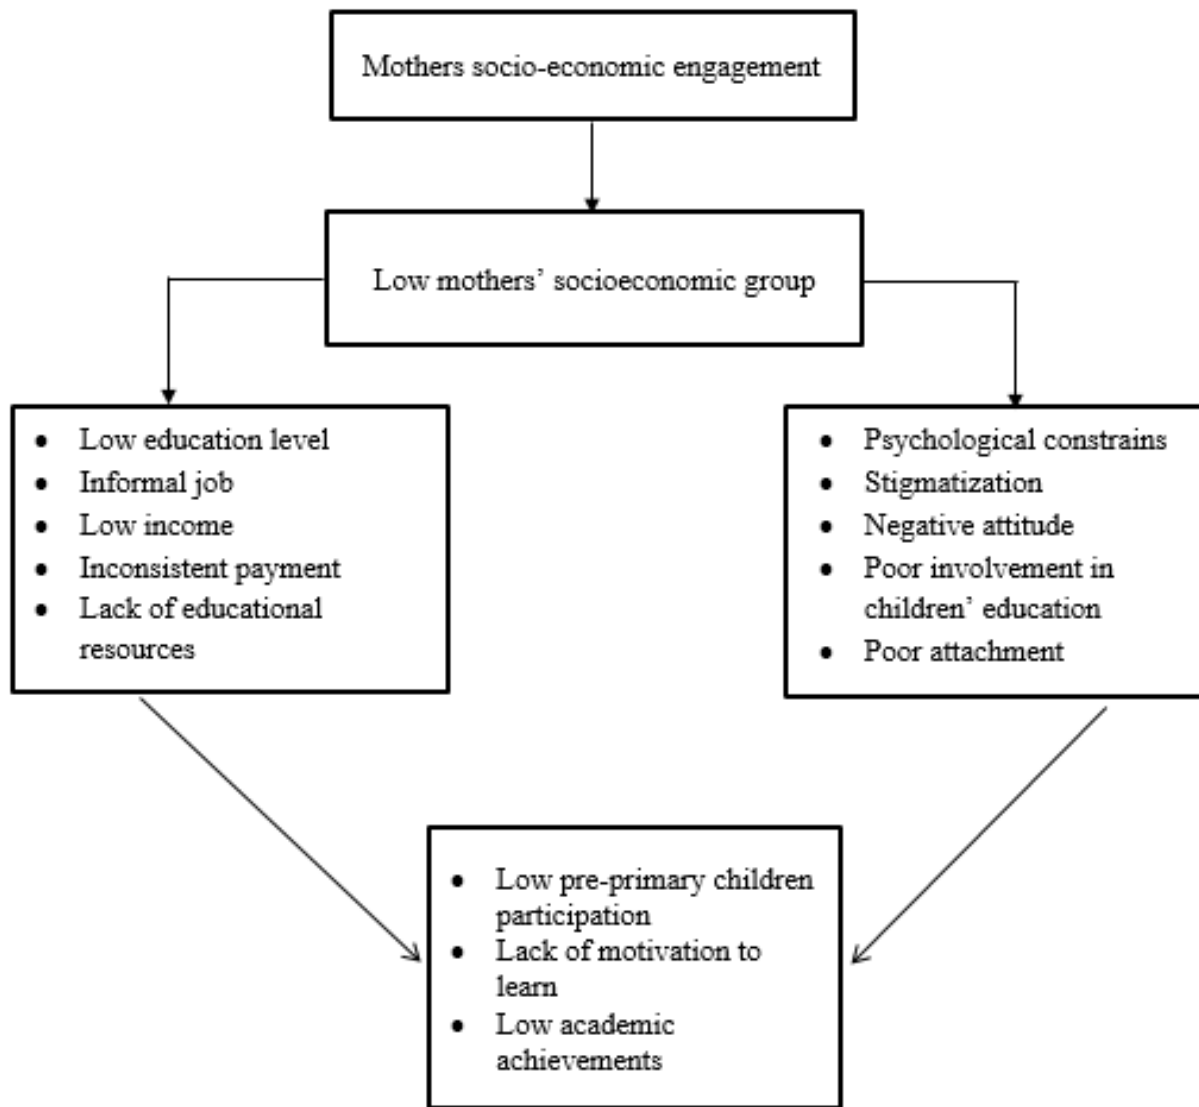 Mothers socio-economic engagement
Low mothers’ socioeconomic group
• Low education level
• Informal job
• Low income
• Inconsistent payment
• Lack of educational
resources
• Psychological constrains
• Stigmatization
• Negative attitude
• Poor involvement in
children’ education
• Poor attachment
• Low pre-primary children
participation
• Lack of motivation to
learn
• Low academic
achievements